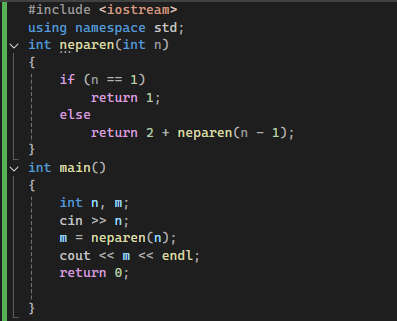 #include <iostream>
using namespace std;
int neparen(int n)
{
    if (n == 1)
        return 1;
    else
        return 2 + neparen(n - 1);
}
int main()
{
    int n, m;
    cin >> n;
    m = neparen(n);
    cout << m << endl;
    return 0;
}